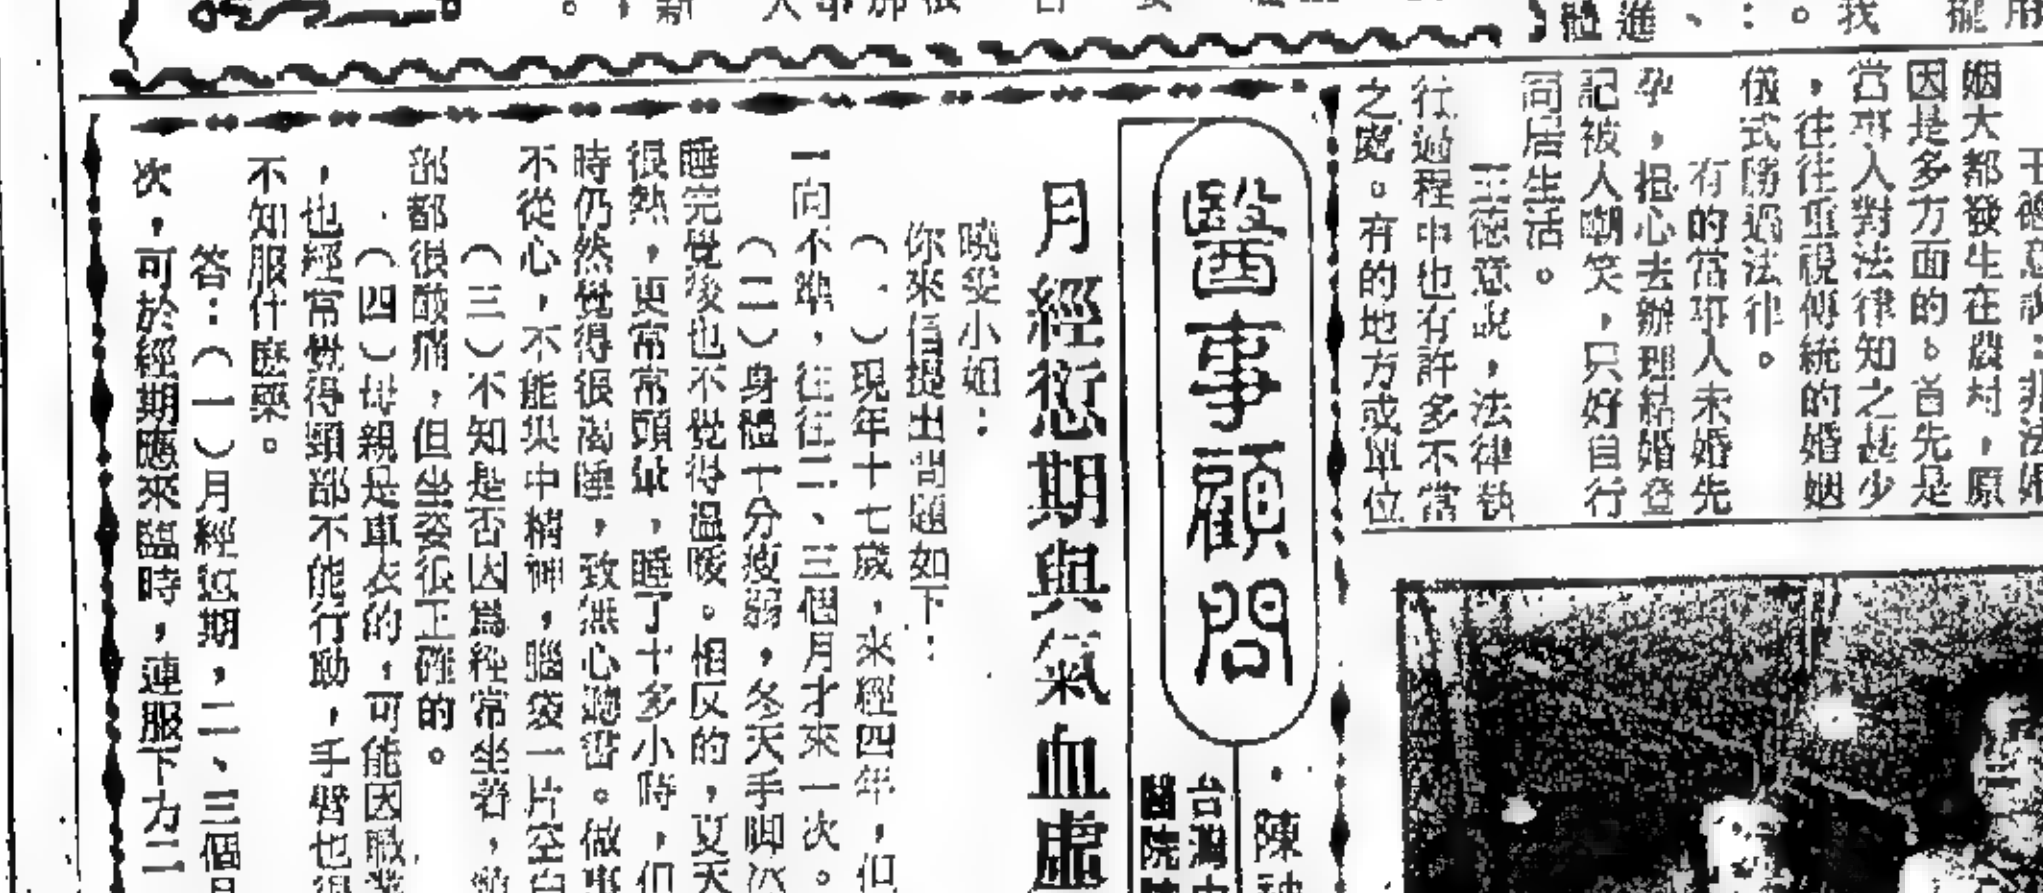 姻大都發生在農村，原
因是多方面的。首先是
當事人對法律知之甚少
，往往重視傳統的婚姻
儀式勝過法律。
有的當事人未婚先
孕，担心去辦理結婚登
記被人嘲笑，只好自行
同居生活。
王德意說，法律執
行過程中也有許多不當
之處。有的地方或單位
醫事顧問
陳
台灣
醫院
月經衍期與氣血虛
曉雯小姐：
你來信提出問題如下：
（一）現年十七歲，來經四年，但
一向不準，往往二、三個月才來一次。
（二）身體十分瘦弱，冬天手脚
睡完覺後也不覺得溫暖。相反的，夏天
很熱，更常常頭暈，睡了十多小時，但
時仍然覺得很渴睡，致無心聽書。做事
不從心，不能集中精神，腦袋一片空白
（三）不知是否因爲經常坐着，
部都很酸痛，但坐姿很正確的。
（四）母親是車衣的，可能因職業
，也經常覺得頸部不能行動，手臂也很
不知服什麼藥。
答：（一）月經延期，二、三個月
次，可於經期應來臨時，連服下方二